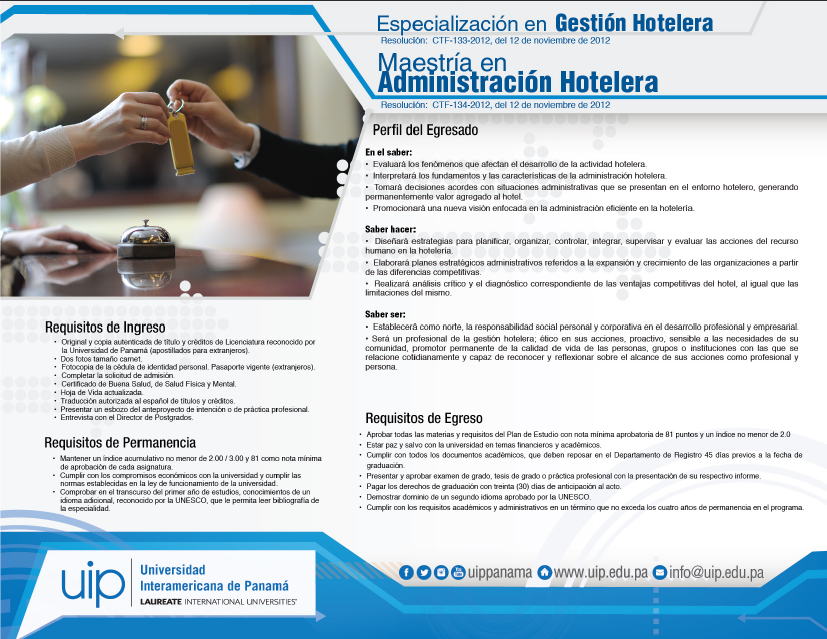 Especialización en Gestión Hotelera
Resolución: CTF-133-2012, del 12 de noviembre de 2012
Maestría en
Administración Hotelera
Resolución: CTF-134-2012, del 12 de noviembre de 2012
Perfil del Egresado
En el saber:
• Evaluará los fenómenos que afectan el desarrollo de la actividad hotelera.
• Interpretará los fundamentos y las características de la administración hotelera.
• Tomará decisiones acordes con situaciones administrativas que se presentan en el entorno hotelero, generando
permanentemente valor agregado al hotel.
• Promocionará una nueva visión enfocada en la administración eficiente en la hotelería.
Saber hacer:
• Diseñará estrategias para planificar, organizar, controlar, integrar, supervisar y evaluar las acciones del recurso
humano en la hotelería.
• Elaborará planes estratégicos administrativos referidos a la expansión y crecimiento de las organizaciones a partir
de las diferencias competitivas.
• Realizará análisis crítico y el diagnóstico correspondiente de las ventajas competitivas del hotel, al igual que las
limitaciones del mismo.
Saber ser:
• Establecerá como norte, la responsabilidad social personal y corporativa en el desarrollo profesional y empresarial.
• Será un profesional de la gestión hotelera; ético en sus acciones, proactivo, sensible a las necesidades de su
comunidad, promotor permanente de la calidad de vida de las personas, grupos o instituciones con las que se
relacione cotidianamente y capaz de reconocer y reflexionar sobre el alcance de sus acciones como profesional y
persona.
Requisitos de Ingreso
• Original y copia autenticada de título y créditos de Licenciatura reconocido por
la Universidad de Panamá (apostillados para extranjeros).
• Dos fotos tamaño carnet.
• Fotocopia de la cédula de identidad personal. Pasaporte vigente (extranjeros).
• Completar la solicitud de admisión.
• Certificado de Buena Salud, de Salud Física y Mental.
• Hoja de Vida actualizada.
• Traducción autorizada al español de títulos y créditos.
• Presentar un esbozo del anteproyecto de intención o de práctica profesional.
• Entrevista con el Director de Postgrados.
Requisitos de Permanencia
• Mantener un índice acumulativo no menor de 2.00 / 3.00 y 81 como nota mínima
de aprobación de cada asignatura.
• Cumplir con los compromisos económicos con la universidad y cumplir las
normas establecidas en la ley de funcionamiento de la universidad.
• Comprobar en el transcurso del primer año de estudios, conocimientos de un
idioma adicional, reconocido por la UNESCO, que le permita leer bibliografía de
la especialidad.
Requisitos de Egreso
• Aprobar todas las materias y requisitos del Plan de Estudio con nota mínima aprobatoria de 81 puntos y un índice no menor de 2.0
• Estar paz y salvo con la universidad en temas financieros y académicos.
• Cumplir con todos los documentos académicos, que deben reposar en el Departamento de Registro 45 días previos a la fecha de
graduación.
• Presentar y aprobar examen de grado, tesis de grado o práctica profesional con la presentación de su respectivo informe.
• Pagar los derechos de graduación con treinta (30) días de anticipación al acto.
• Demostrar dominio de un segundo idioma aprobado por la UNESCO.
• Cumplir con los requisitos académicos y administrativos en un término que no exceda los cuatro años de permanencia en el programa.
uip
Universidad
Interamericana de Panamá
LAUREATE INTERNATIONAL UNIVERSITIES
uippanama www.uip.edu.pa info@uip.edu.pa